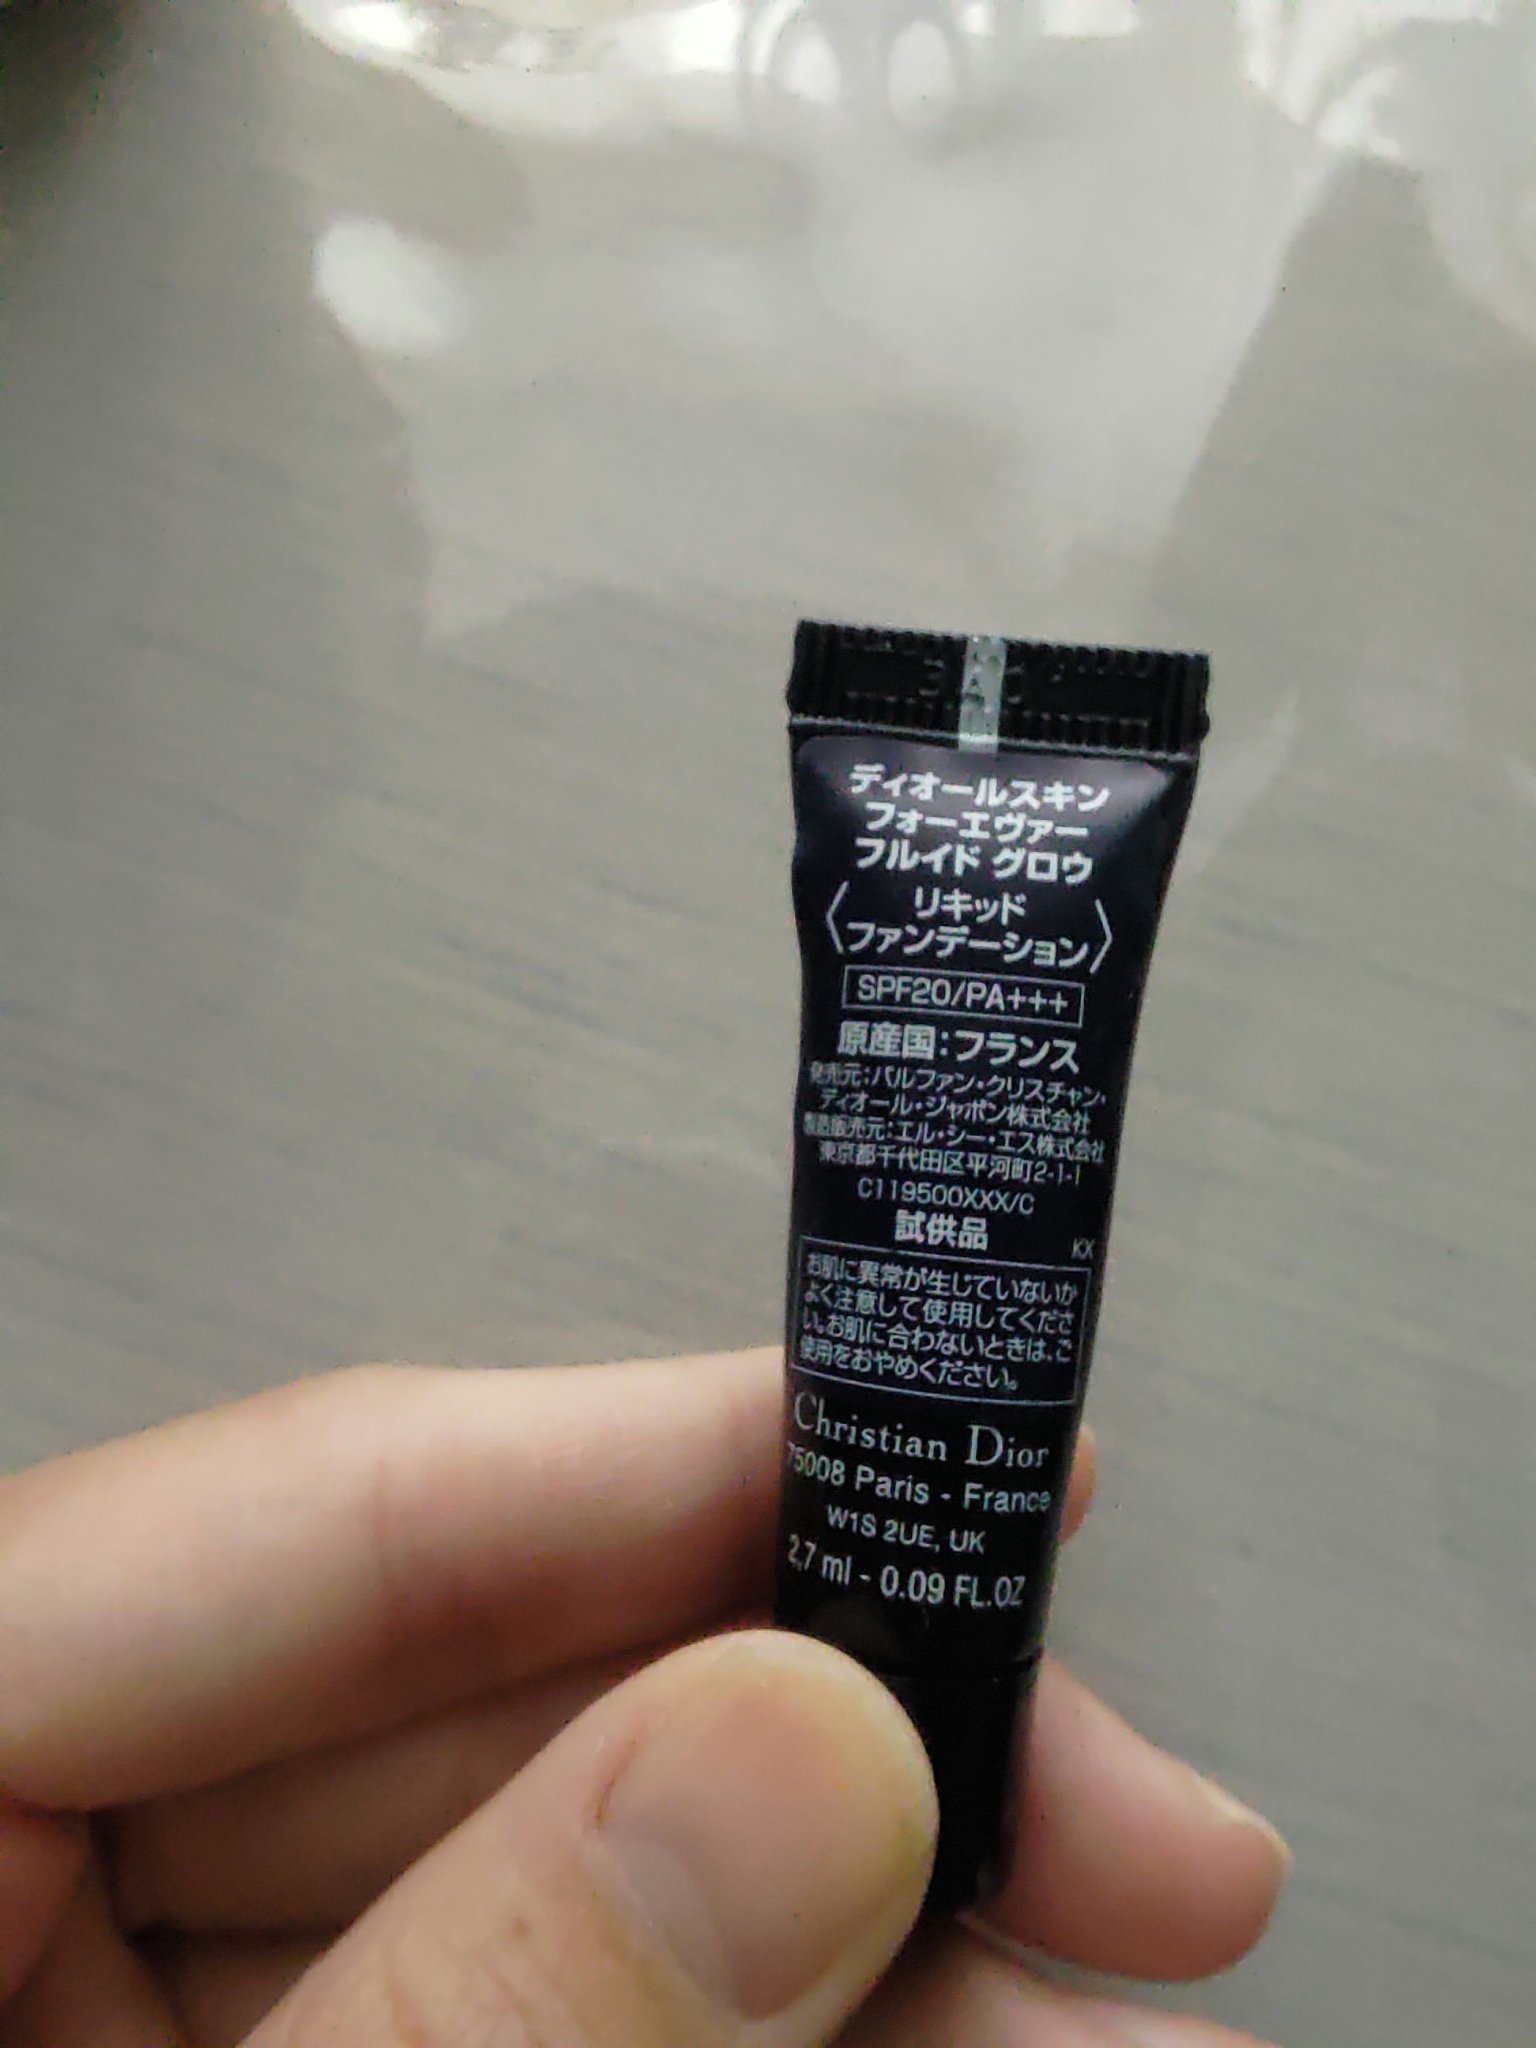 ディオールスキン
フォーエヴァー
フルイド グロウ
〈リキッド
ファンデーション〉
SPF20/PA+++
原産国：フランス
発売元：パルファン・クリスチャン・
ディオール・ジャポン株式会社
製造販売元：エル・シー・エス株式会社
東京都千代田区平河町2-1-1
C119500XXX/C
試供品
KX
お肌に異常が生じていないか
よく注意して使用してくださ
い。お肌に合わないときは、ご
使用をおやめください。
Christian Dior
75008 Paris - France
W1S 2UE, UK
2,7 ml - 0.09 FL.OZ